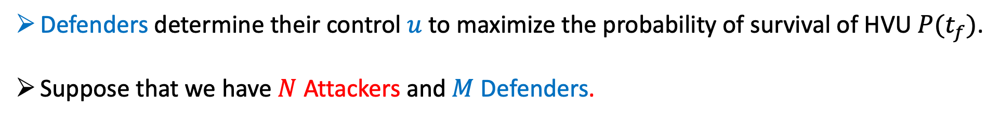 ➢ Defenders determine their control u to maximize the probability of survival of HVU P(t_f).
➢ Suppose that we have N Attackers and M Defenders.